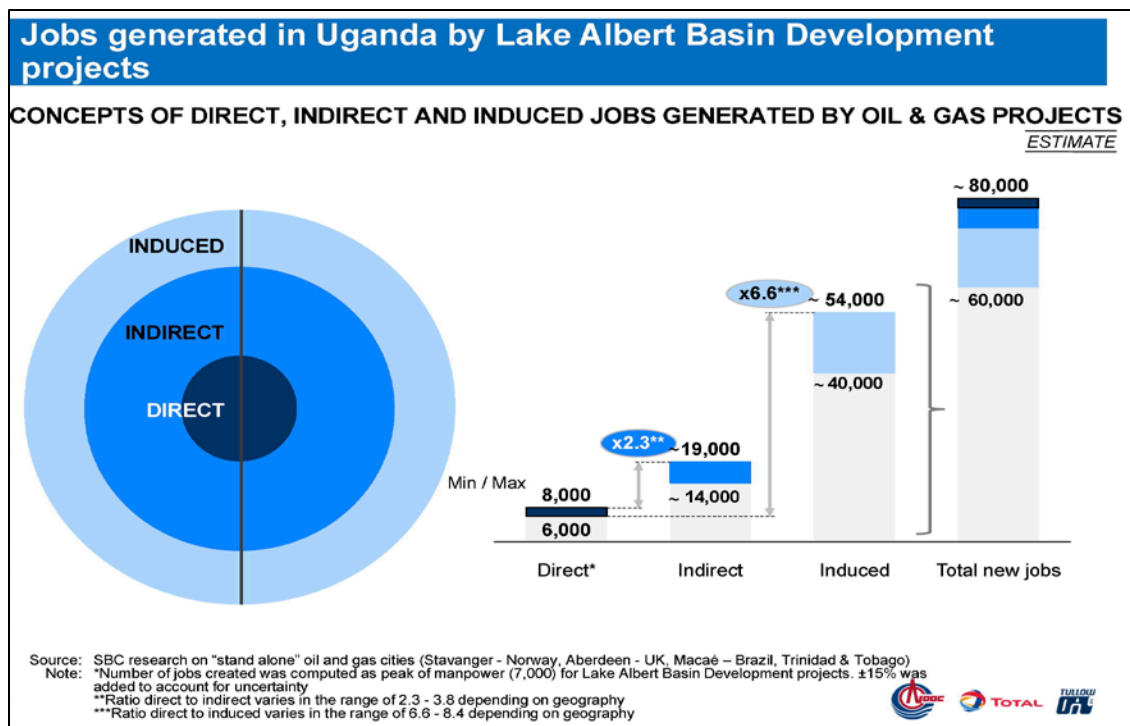 Jobs generated in Uganda by Lake Albert Basin Development
projects
CONCEPTS OF DIRECT, INDIRECT AND INDUCED JOBS GENERATED BY OIL & GAS PROJECTS
ESTIMATE
INDUCED
INDIRECT
DIRECT
Min / Max
8,000
6,000
x2.3**
~19,000
~ 14,000
x6.6***
~ 54,000
~ 40,000
~ 80,000
~ 60,000
Direct*
Indirect
Induced
Total new jobs
Source: SBC research on "stand alone" oil and gas cities (Stavanger - Norway, Aberdeen - UK, Macaé – Brazil, Trinidad & Tobago)
Note: *Number of jobs created was computed as peak of manpower (7,000) for Lake Albert Basin Development projects. ±15% was
added to account for uncertainty
**Ratio direct to indirect varies in the range of 2.3 - 3.8 depending on geography
***Ratio direct to induced varies in the range of 6.6 - 8.4 depending on geography
CNOOC
TOTAL
TULLOW
OIL